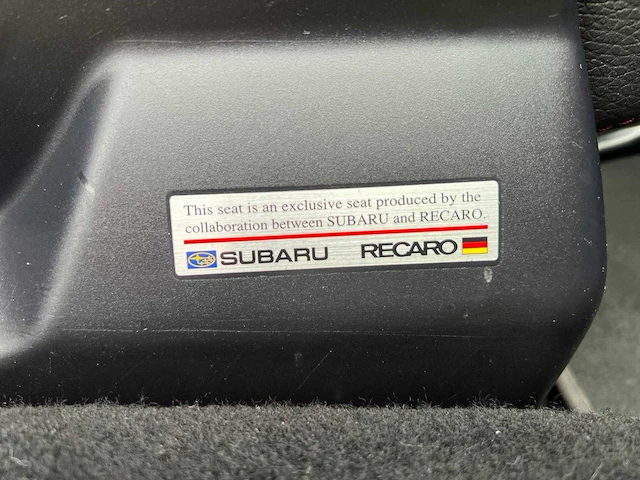 This seat is an exclusive seat produced by the
collaboration between SUBARU and RECARO.
SUBARU RECARO